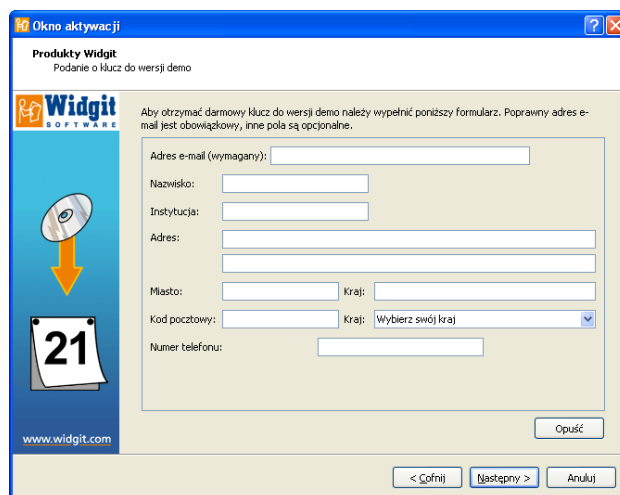 Okno aktywacji
Produkty Widgit
Podanie o klucz do wersji demo
Widgit
SOFTWARE
Aby otrzymać darmowy klucz do wersji demo należy wypełnić poniższy formularz. Poprawny adres e-
mail jest obowiązkowy, inne pola są opcjonalne.
Adres e-mail (wymagany):
Nazwisko:
Instytucja:
Adres:
Miasto: Kraj:
Kod pocztowy: Kraj: Wybierz swój kraj
Numer telefonu:
21
www.widgit.com
Opuść
< Cofnij Następny > Anuluj